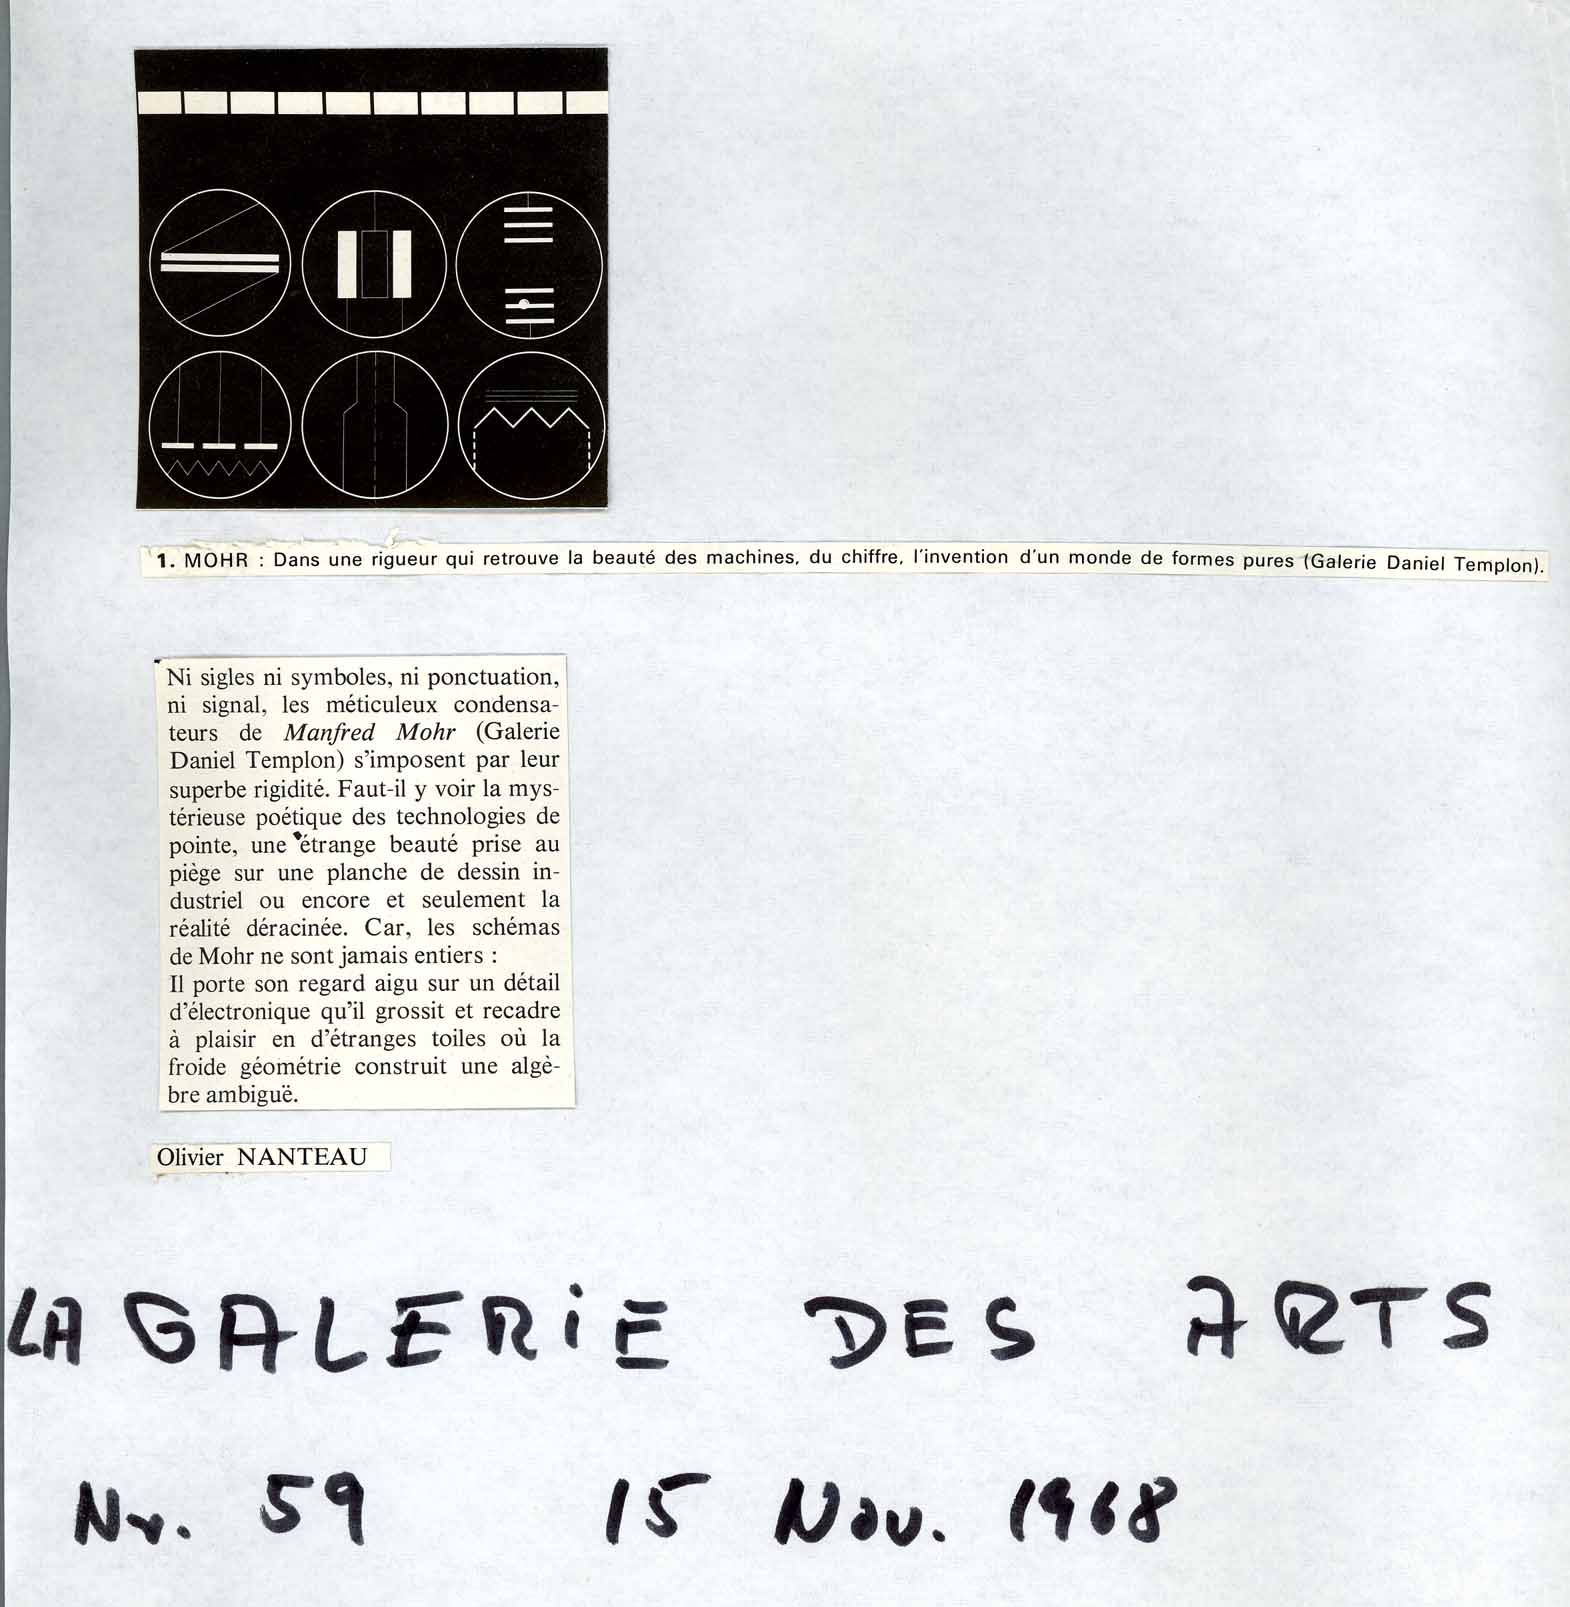 1. MOHR : Dans une rigueur qui retrouve la beauté des machines, du chiffre, l'invention d'un monde de formes pures (Galerie Daniel Templon).
Ni sigles ni symboles, ni ponctuation,
ni signal, les méticuleux condensa-
teurs de Manfred Mohr (Galerie
Daniel Templon) s'imposent par leur
superbe rigidité. Faut-il y voir la mys-
térieuse poétique des technologies de
pointe, une étrange beauté prise au
piège sur une planche de dessin in-
dustriel ou encore et seulement la
réalité déracinée. Car, les schémas
de Mohr ne sont jamais entiers :
Il porte son regard aigu sur un détail
d'électronique qu'il grossit et recadre
à plaisir en d'étranges toiles où la
froide géométrie construit une algè-
bre ambiguë.
Olivier NANTEAU
LA GALERIE DES ARTS
Nr. 59 15 Nov. 1968